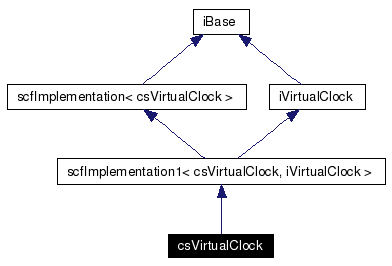 iBase
scfImplementation< csVirtualClock >
iVirtualClock
scfImplementation1< csVirtualClock, iVirtualClock >
csVirtualClock